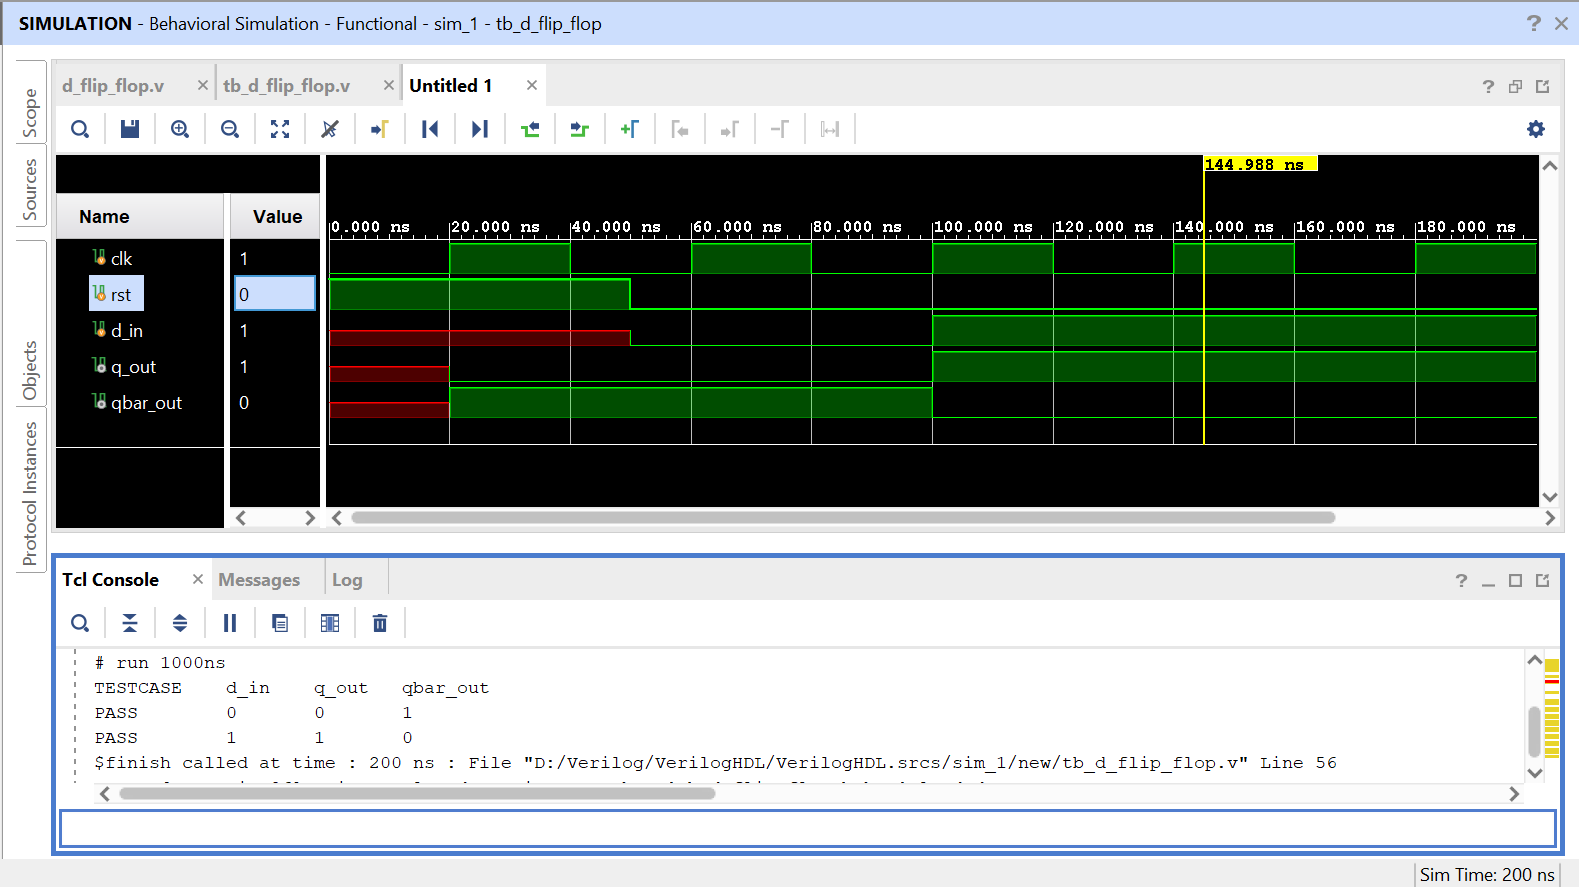 SIMULATION - Behavioral Simulation - Functional - sim_1 - tb_d_flip_flop
Scope
Sources
Objects
Protocol Instances
d_flip_flop.v
tb_d_flip_flop.v
Untitled 1
144.988 ns
Name
Value
0.000 ns 20.000 ns 40.000 ns 60.000 ns 80.000 ns 100.000 ns 120.000 ns 140.000 ns 160.000 ns 180.000 ns
clk 1
rst 0
d_in 1
q_out 1
qbar_out 0
Tcl Console
Messages
Log
# run 1000ns
TESTCASE d_in q_out qbar_out
PASS 0 0 1
PASS 1 1 0
$finish called at time : 200 ns : File "D:/Verilog/VerilogHDL/VerilogHDL.srcs/sim_1/new/tb_d_flip_flop.v" Line 56
Sim Time: 200 ns